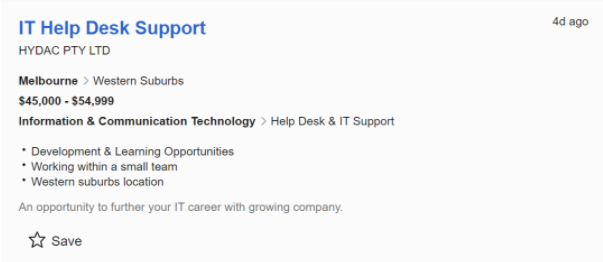 IT Help Desk Support
4d ago
HYDAC PTY LTD
Melbourne > Western Suburbs
$45,000 - $54,999
Information & Communication Technology > Help Desk & IT Support
• Development & Learning Opportunities
• Working within a small team
• Western suburbs location
An opportunity to further your IT career with growing company.
Save